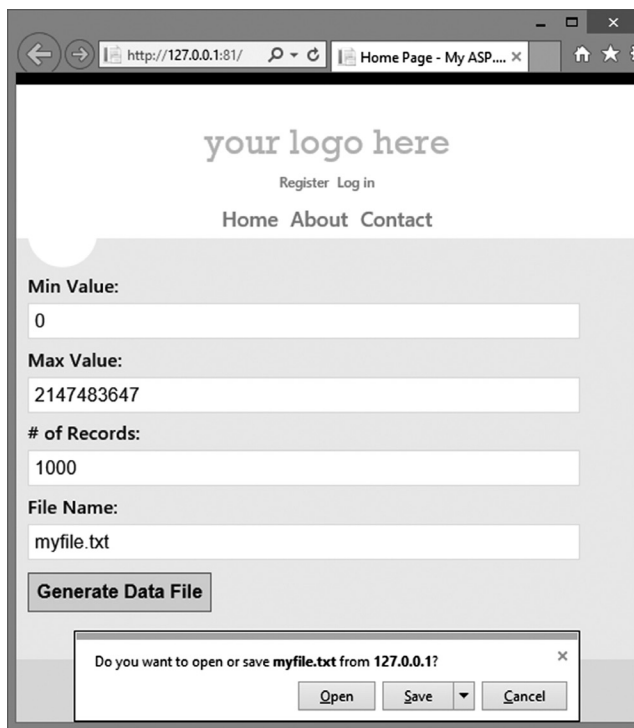 http://127.0.0.1:81/
Home Page - My ASP....
your logo here
Register Log in
Home About Contact
Min Value:
0
Max Value:
2147483647
# of Records:
1000
File Name:
myfile.txt
Generate Data File
Do you want to open or save myfile.txt from 127.0.0.1?
Open Save Cancel